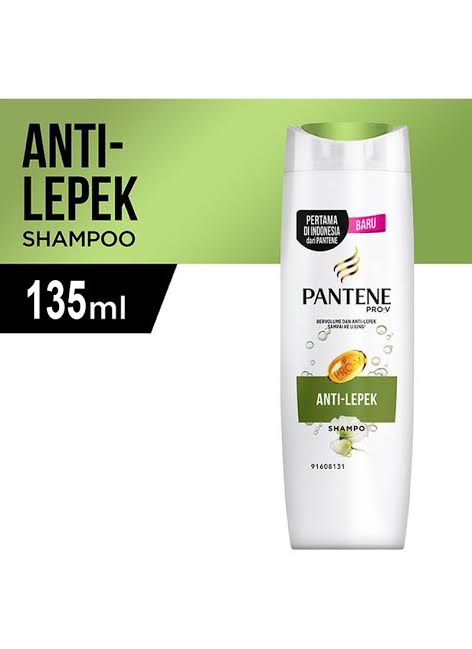 ANTI-
LEPEK
SHAMPOO
135ml
PERTAMA
DI INDONESIA
dari PANTENE
BARU
PANTENE
PRO-V
BERVOLUME DAN ANTI-LEPEK
SAMPAI KE UJUNG*
PRO-V
ANTI-LEPEK
SHAMPO
91608131